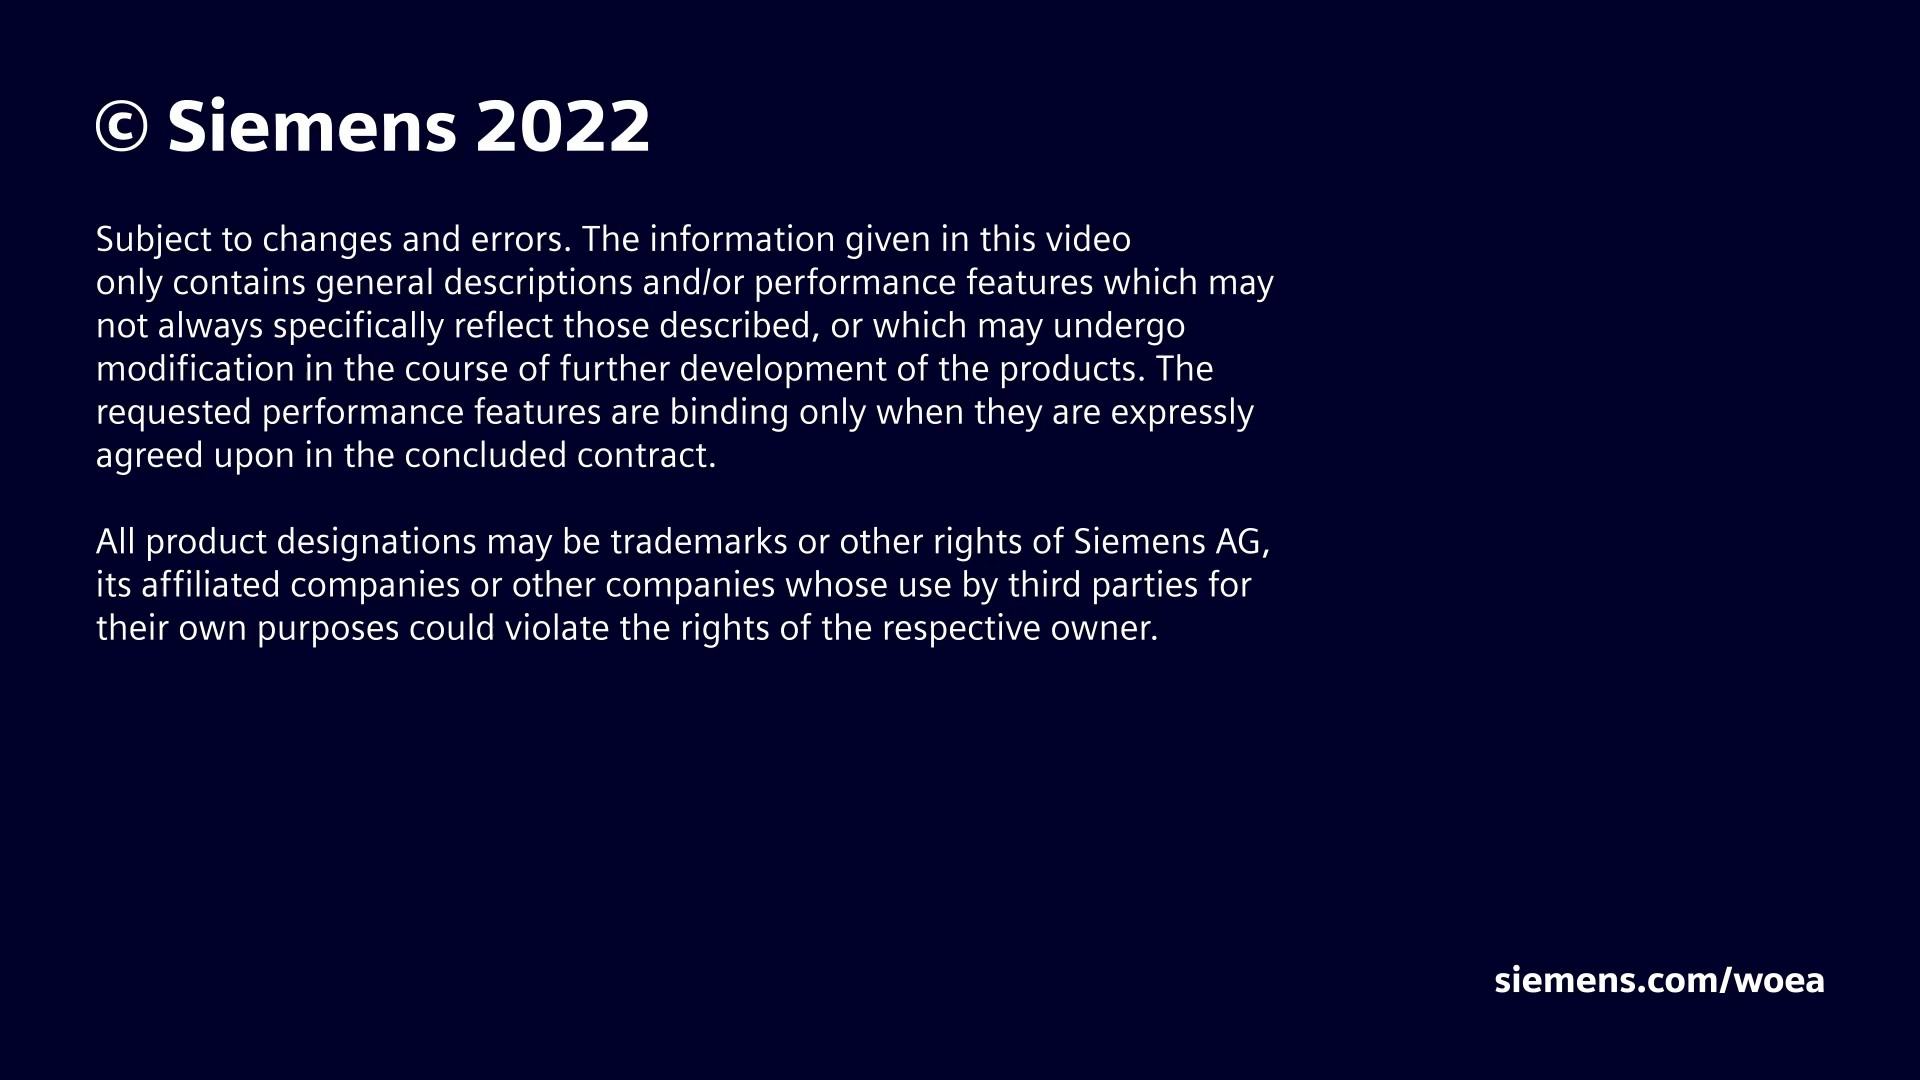 © Siemens 2022
Subject to changes and errors. The information given in this video
only contains general descriptions and/or performance features which may
not always specifically reflect those described, or which may undergo
modification in the course of further development of the products. The
requested performance features are binding only when they are expressly
agreed upon in the concluded contract.
All product designations may be trademarks or other rights of Siemens AG,
its affiliated companies or other companies whose use by third parties for
their own purposes could violate the rights of the respective owner.
siemens.com/woea